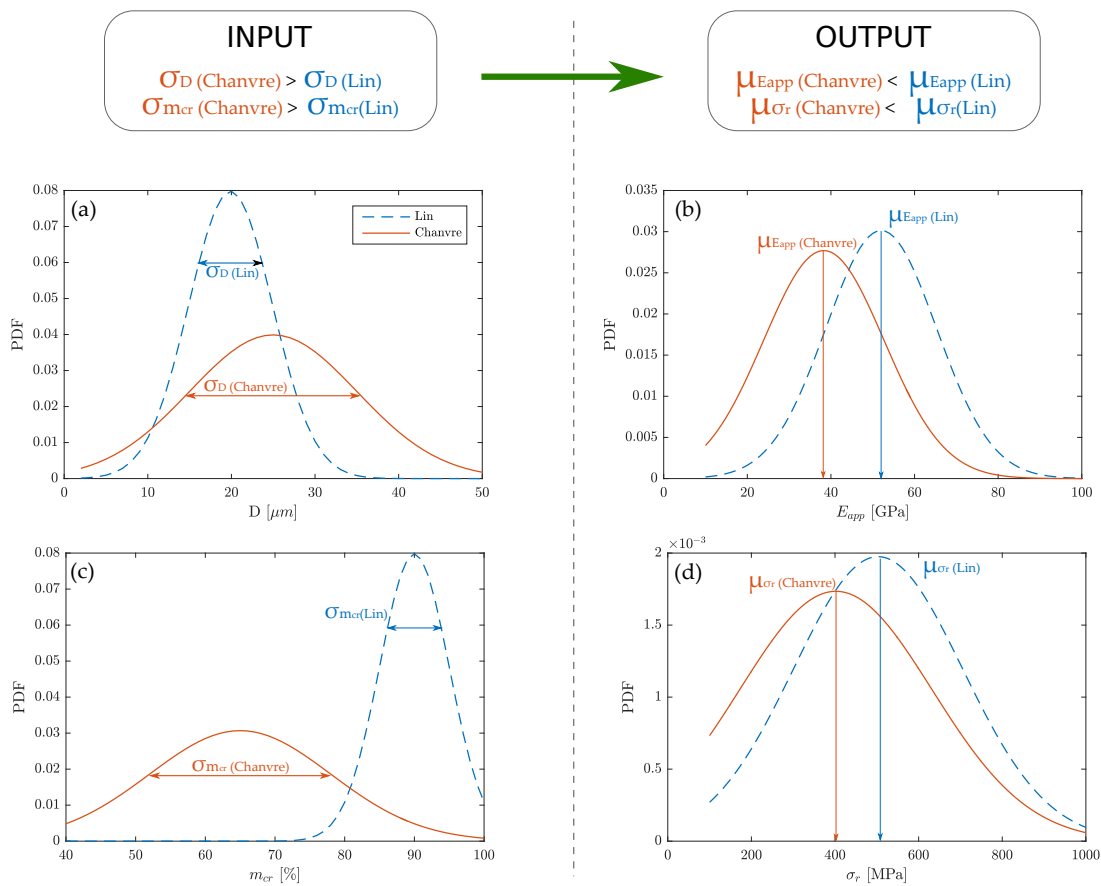 INPUT
σD (Chanvre) > σD (Lin)
σmcr (Chanvre) > σmcr(Lin)
OUTPUT
μEapp (Chanvre) < μEapp (Lin)
μσr (Chanvre) < μσr(Lin)
(a)
0.08
0.07
0.06
0.05
0.04
0.03
0.02
0.01
0
PDF
Lin
Chanvre
σD (Lin)
σD (Chanvre)
0 10 20 30 40 50
D [μm]
(b)
0.035
0.03
0.025
0.02
0.015
0.01
0.005
0
PDF
μEapp (Lin)
μEapp (Chanvre)
0 20 40 60 80 100
Eapp [GPa]
(c)
0.08
0.07
0.06
0.05
0.04
0.03
0.02
0.01
0
PDF
σmcr(Lin)
σmcr (Chanvre)
40 50 60 70 80 90 100
mcr [%]
(d)
×10⁻³
2
1.5
1
0.5
0
PDF
μσr (Lin)
μσr (Chanvre)
0 200 400 600 800 1000
σr [MPa]